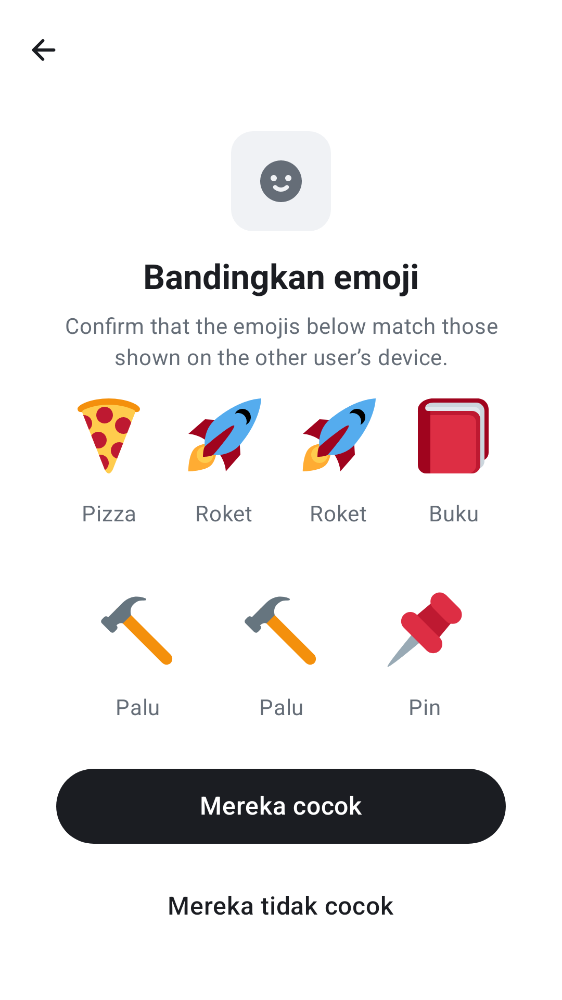 Bandingkan emoji
Confirm that the emojis below match those
shown on the other user's device.
Pizza Roket Roket Buku
Palu Palu Pin
Mereka cocok
Mereka tidak cocok